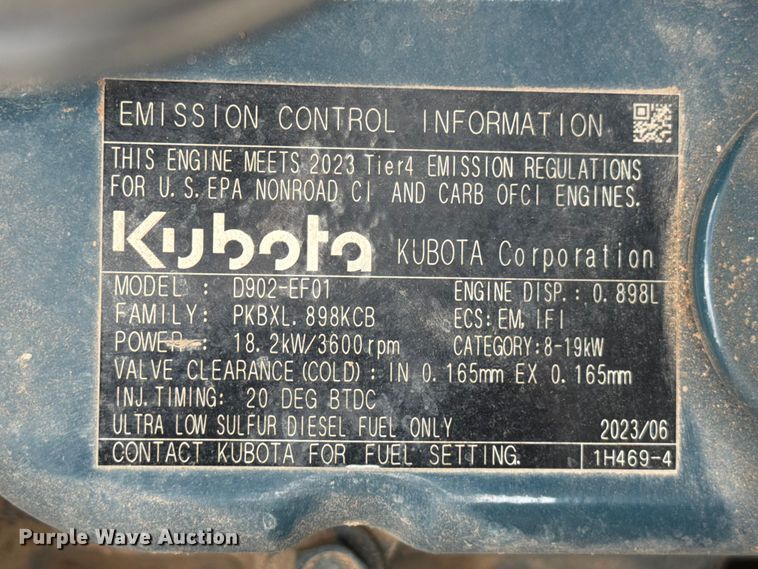 EMISSION CONTROL INFORMATION
THIS ENGINE MEETS 2023 Tier4 EMISSION REGULATIONS
FOR U.S.EPA NONROAD CI AND CARB OFCI ENGINES.
Kubota KUBOTA Corporation
MODEL : D902-EF01 ENGINE DISP.: 0.898L
FAMILY: PKBXL.898KCB ECS:EM,IFI
POWER: 18.2kW/3600rpm CATEGORY:8-19kW
VALVE CLEARANCE(COLD): IN 0.165mm EX 0.165mm
INJ.TIMING: 20 DEG BTDC
ULTRA LOW SULFUR DIESEL FUEL ONLY 2023/06
CONTACT KUBOTA FOR FUEL SETTING. 1H469-4
Purple Wave Auction